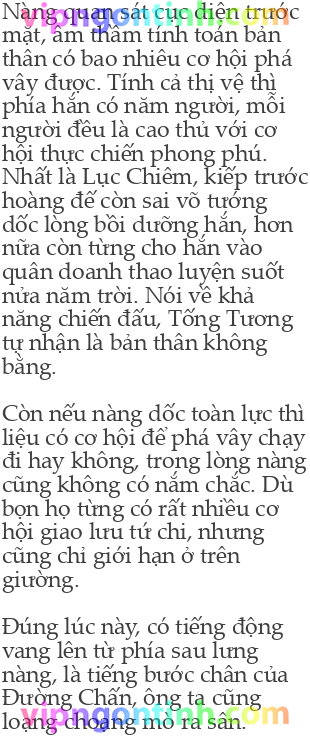 Nàng quan sát cục diện trước
mặt, âm thầm tính toán bản
thân có bao nhiêu cơ hội phá
vây được. Tính cả thị vệ thì
phía hắn có năm người, mỗi
người đều là cao thủ với cơ
hội thực chiến phong phú.
Nhất là Lục Chiêm, kiếp trước
hoàng đế còn sai võ tướng
dốc lòng bồi dưỡng hắn, hơn
nữa còn từng cho hắn vào
quân doanh thao luyện suốt
nửa năm trời. Nói về khả
năng chiến đấu, Tống Tương
tự nhận là bản thân không
bằng.
Còn nếu nàng dốc toàn lực thì
liệu có cơ hội để phá vây chạy
đi hay không, trong lòng nàng
cũng không có nắm chắc. Dù
bọn họ từng có rất nhiều cơ
hội giao lưu tứ chi, nhưng
cũng chỉ giới hạn ở trên
giường.
Đúng lúc này, có tiếng động
vang lên từ phía sau lưng
nàng, là tiếng bước chân của
Đường Chấn, ông ta cũng
loạng choạng mò ra sân.
vipngontinh.com
vipngontinh.com